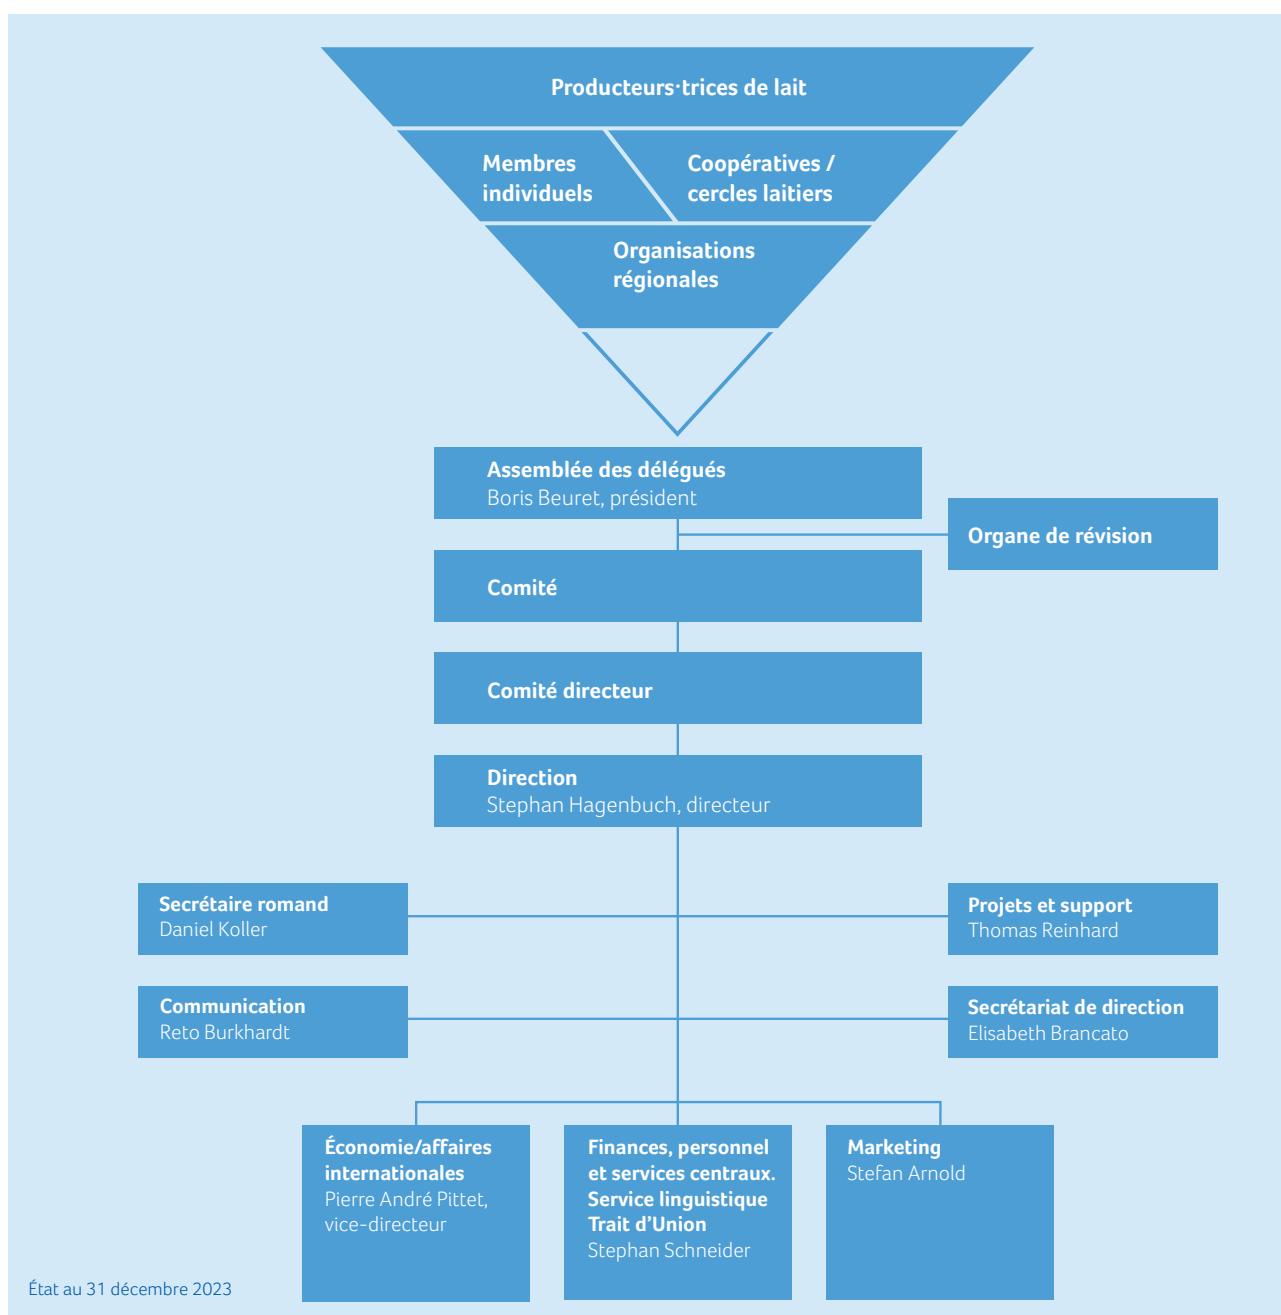 Producteurs·trices de lait
Membres
individuels
Coopératives /
cercles laitiers
Organisations
régionales
Assemblée des délégués
Boris Beuret, président
Organe de révision
Comité
Comité directeur
Direction
Stephan Hagenbuch, directeur
Secrétaire romand
Daniel Koller
Projets et support
Thomas Reinhard
Communication
Reto Burkhardt
Secrétariat de direction
Elisabeth Brancato
Économie/affaires
internationales
Pierre André Pittet,
vice-directeur
Finances, personnel
et services centraux.
Service linguistique
Trait d’Union
Stephan Schneider
Marketing
Stefan Arnold
État au 31 décembre 2023